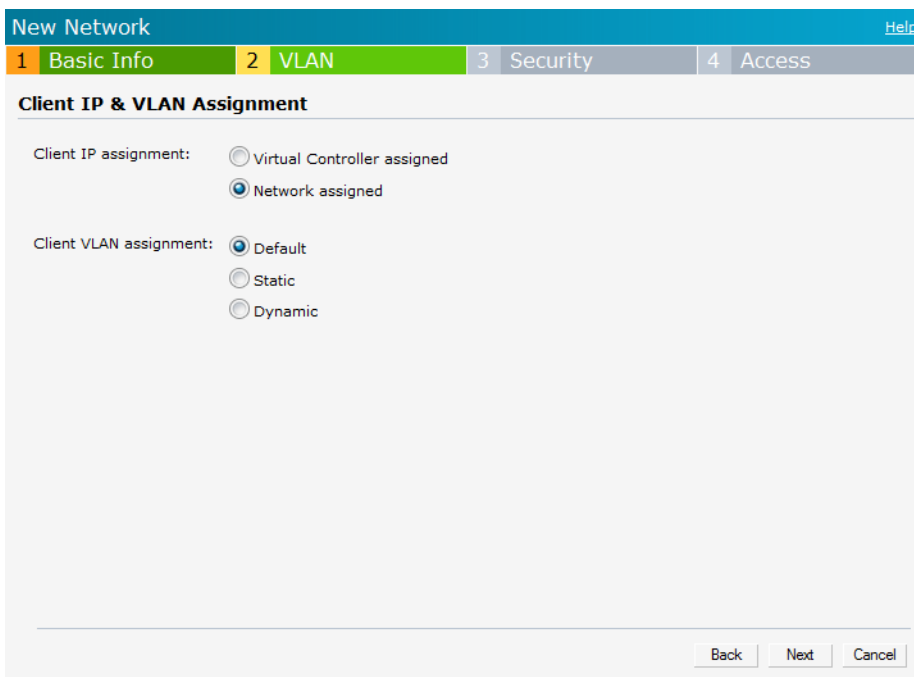 New Network
Help
1 Basic Info 2 VLAN 3 Security 4 Access
Client IP & VLAN Assignment
Client IP assignment: Virtual Controller assigned
Network assigned
Client VLAN assignment: Default
Static
Dynamic
Back Next Cancel